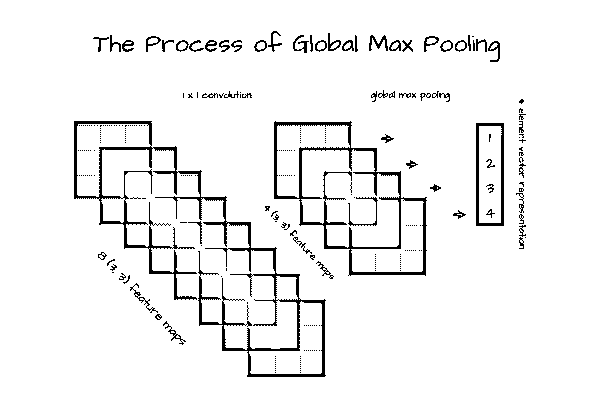 The Process of Global Max Pooling
1 x 1 convolution
global max pooling
8 (3, 3) feature maps
4 (3, 3) feature maps
1
2
3
4
element vector representation